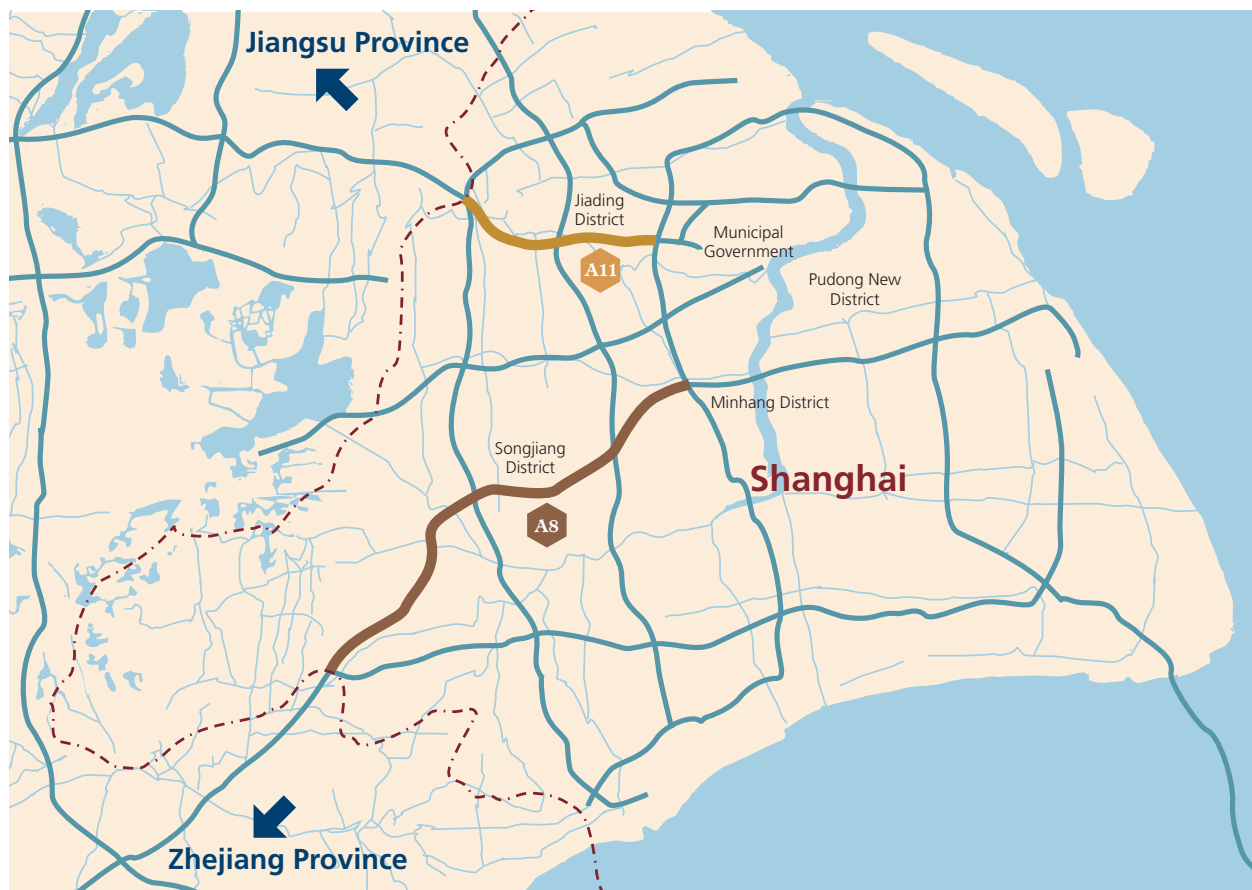 Jiangsu Province
Jiading
District
Municipal
Government
A11
Pudong New
District
Minhang District
Songjiang
District
Shanghai
A8
Zhejiang Province